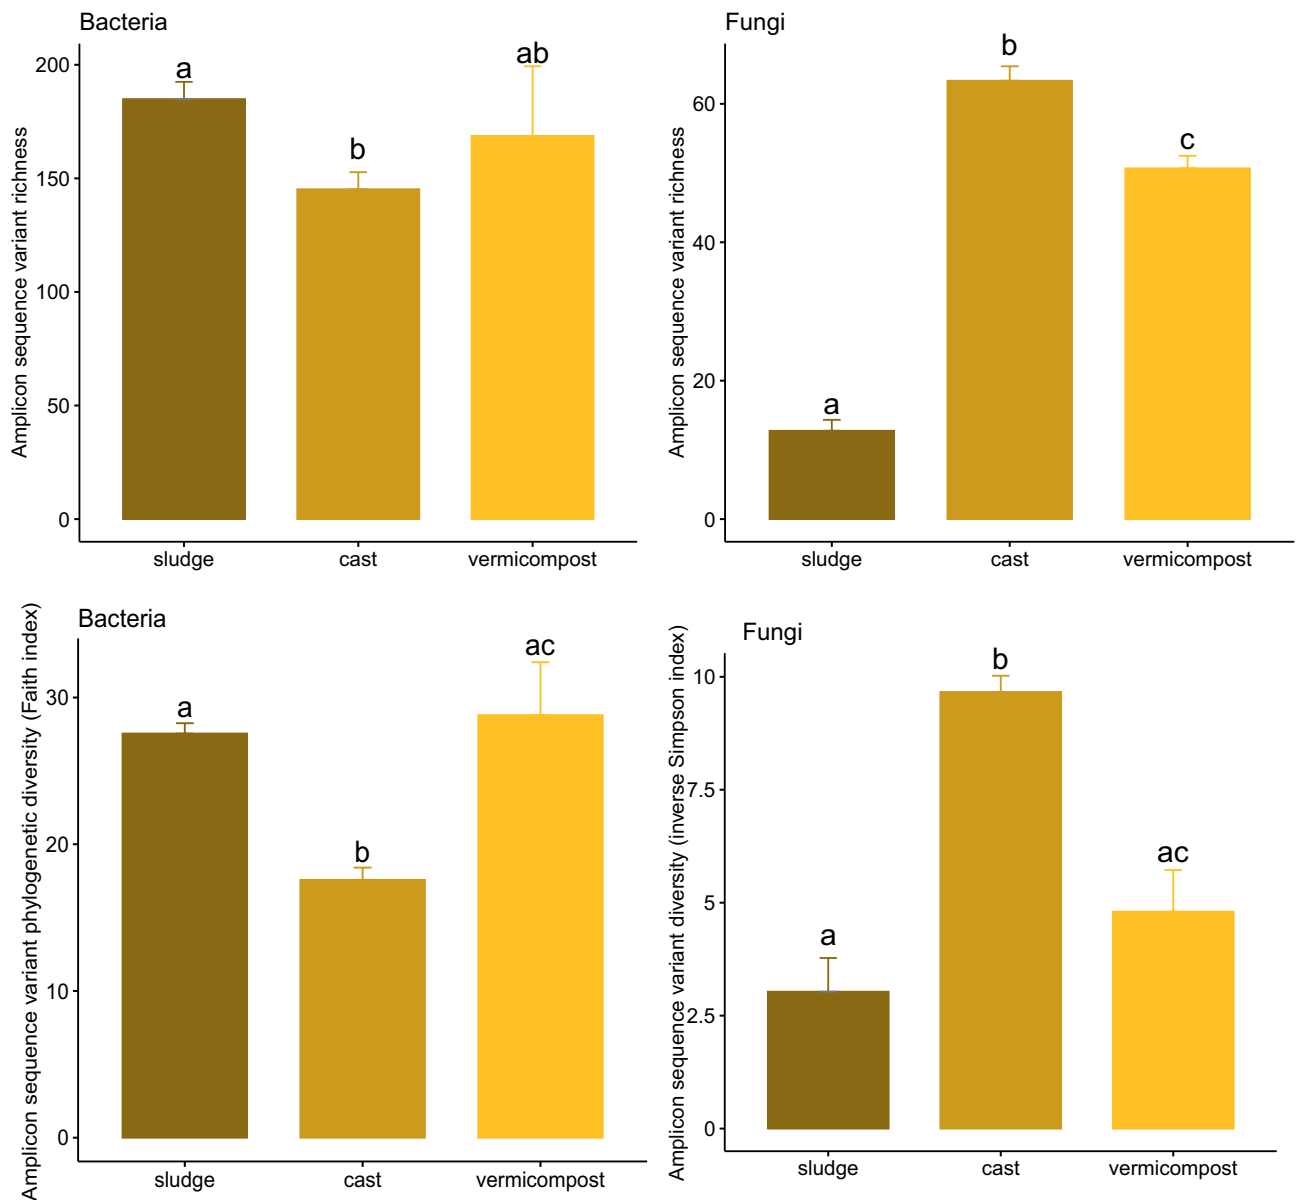 Bacteria
Amplicon sequence variant richness
200
150
100
50
0
a
b
ab
sludge
cast
vermicompost
Fungi
Amplicon sequence variant richness
60
40
20
0
a
b
c
sludge
cast
vermicompost
Bacteria
Amplicon sequence variant phylogenetic diversity (Faith index)
30
20
10
0
a
b
ac
sludge
cast
vermicompost
Fungi
Amplicon sequence variant diversity (inverse Simpson index)
10
7.5
5
2.5
0
a
b
ac
sludge
cast
vermicompost